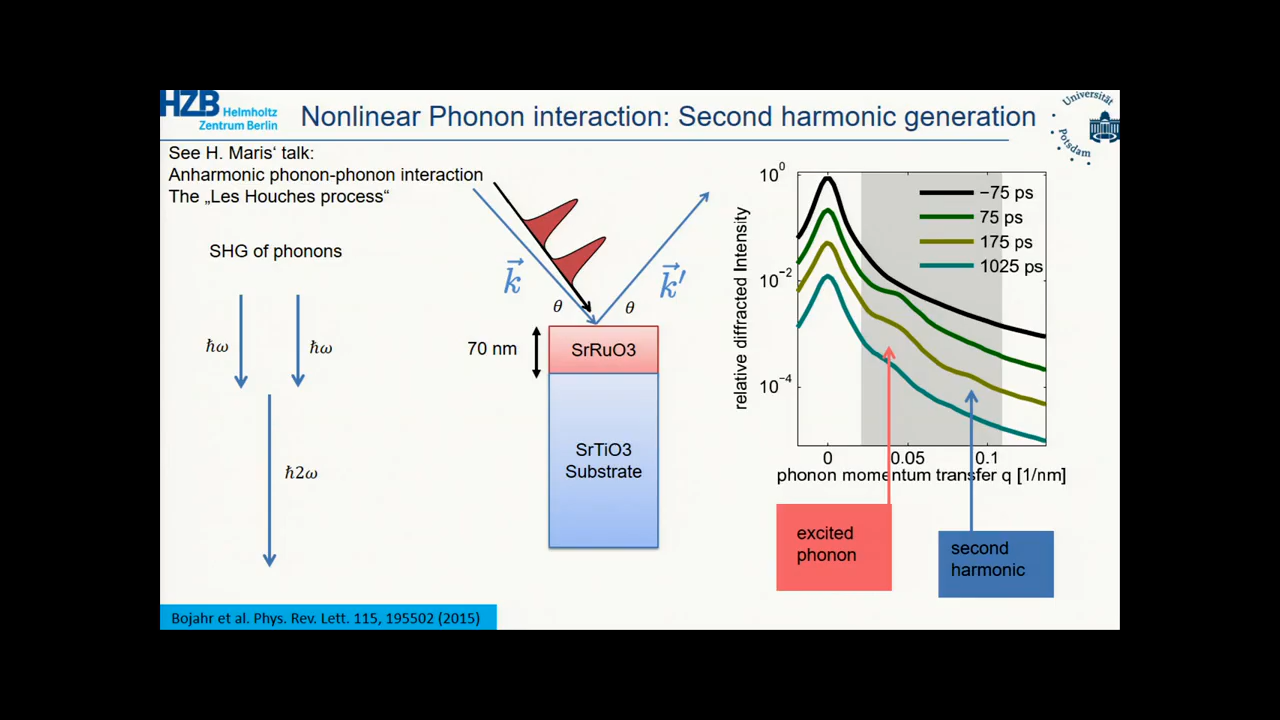 HZB Helmholtz
Zentrum Berlin
Nonlinear Phonon interaction: Second harmonic generation
Universität
Potsdam
See H. Maris‘ talk:
Anharmonic phonon-phonon interaction
The „Les Houches process“
SHG of phonons
ħω
ħω
ħ2ω
k⃗
k⃗′
θ
θ
70 nm
SrRuO3
SrTiO3
Substrate
relative diffracted Intensity
10⁰
10⁻²
10⁻⁴
−75 ps
75 ps
175 ps
1025 ps
0
0.05
0.1
phonon momentum transfer q [1/nm]
excited
phonon
second
harmonic
Bojahr et al. Phys. Rev. Lett. 115, 195502 (2015)